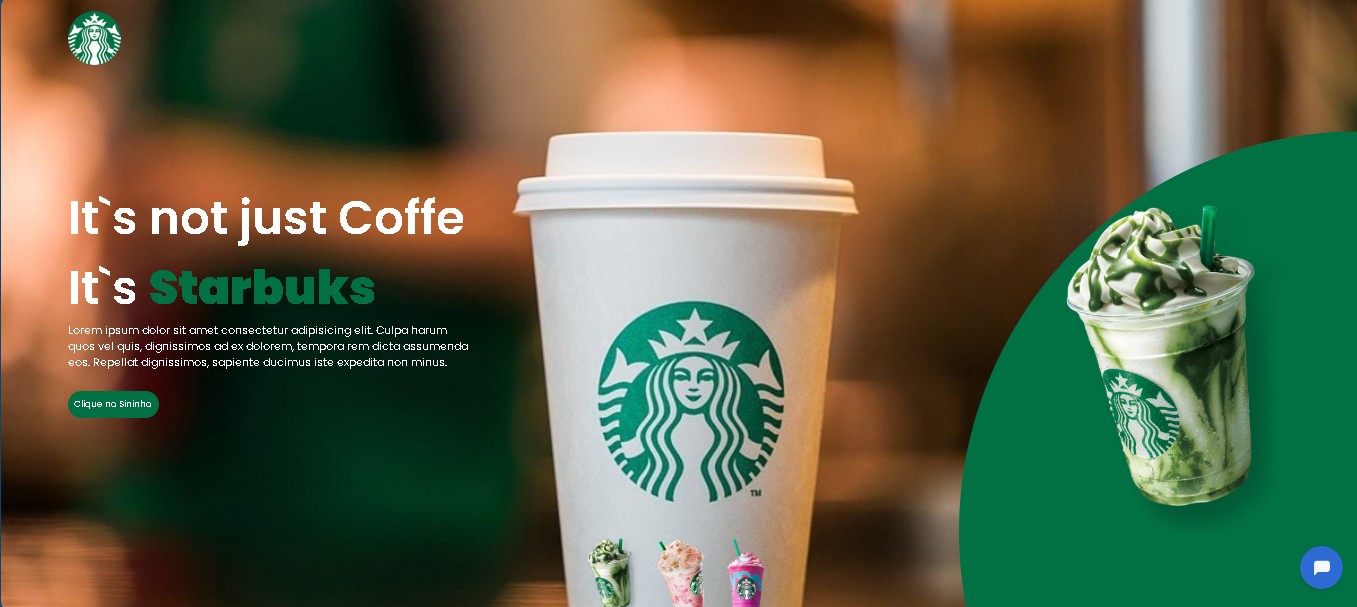 It`s not just Coffe
It`s Starbuks
Lorem ipsum dolor sit amet consectetur adipisicing elit. Culpa harum
quos vel quis, dignissimos ad ex dolorem, tempora rem dicta assumenda
eos. Repellat dignissimos, sapiente ducimus iste expedita non minus.
Clique no Sininho
TM